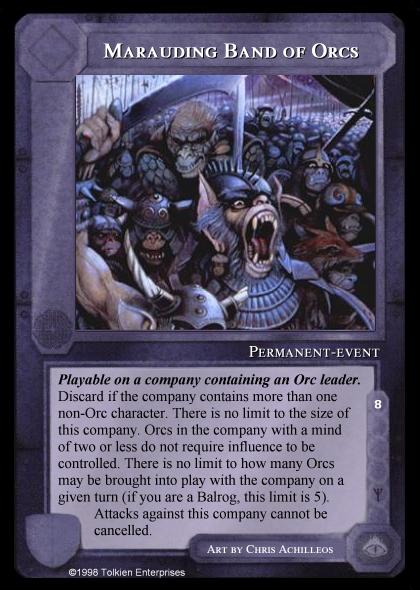 Marauding Band of Orcs
Permanent-event
Playable on a company containing an Orc leader.
Discard if the company contains more than one
non-Orc character. There is no limit to the size of
this company. Orcs in the company with a mind
of two or less do not require influence to be
controlled. There is no limit to how many Orcs
may be brought into play with the company on a
given turn (if you are a Balrog, this limit is 5).
Attacks against this company cannot be
cancelled.
8
Art by Chris Achilleos
©1998 Tolkien Enterprises